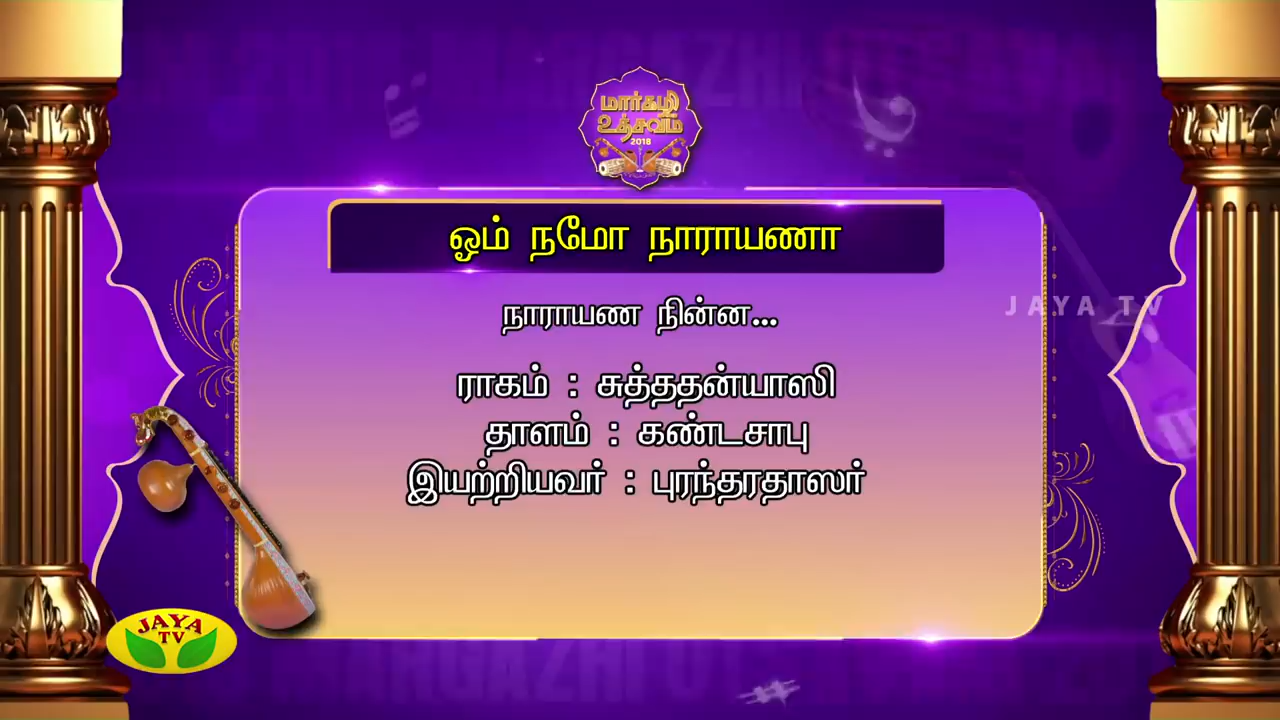 மார்கழி
உத்சவம்
2018
ஓம் நமோ நாராயணா
நாராயண நின்ன...
JAYA TV
ராகம் : சுத்ததன்யாஸி
தாளம் : கண்டசாபு
இயற்றியவர் : புரந்தரதாஸர்
JAYA
TV